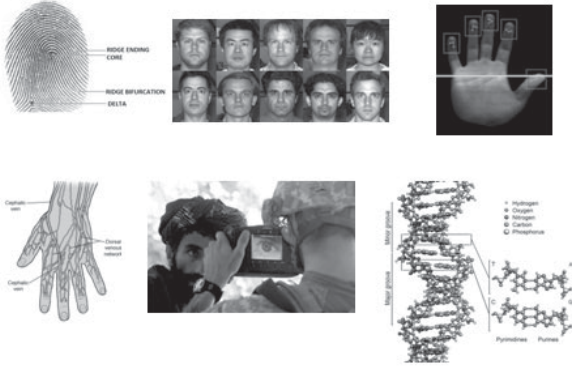 RIDGE ENDING
CORE
RIDGE BIFURCATION
DELTA
Cephalic
vein
Dorsal
venous
network
Cephalic
vein
Hydrogen
Oxygen
Nitrogen
Carbon
Phosphorus
Minor groove
Major groove
T
A
C
G
Pyrimidines
Purines